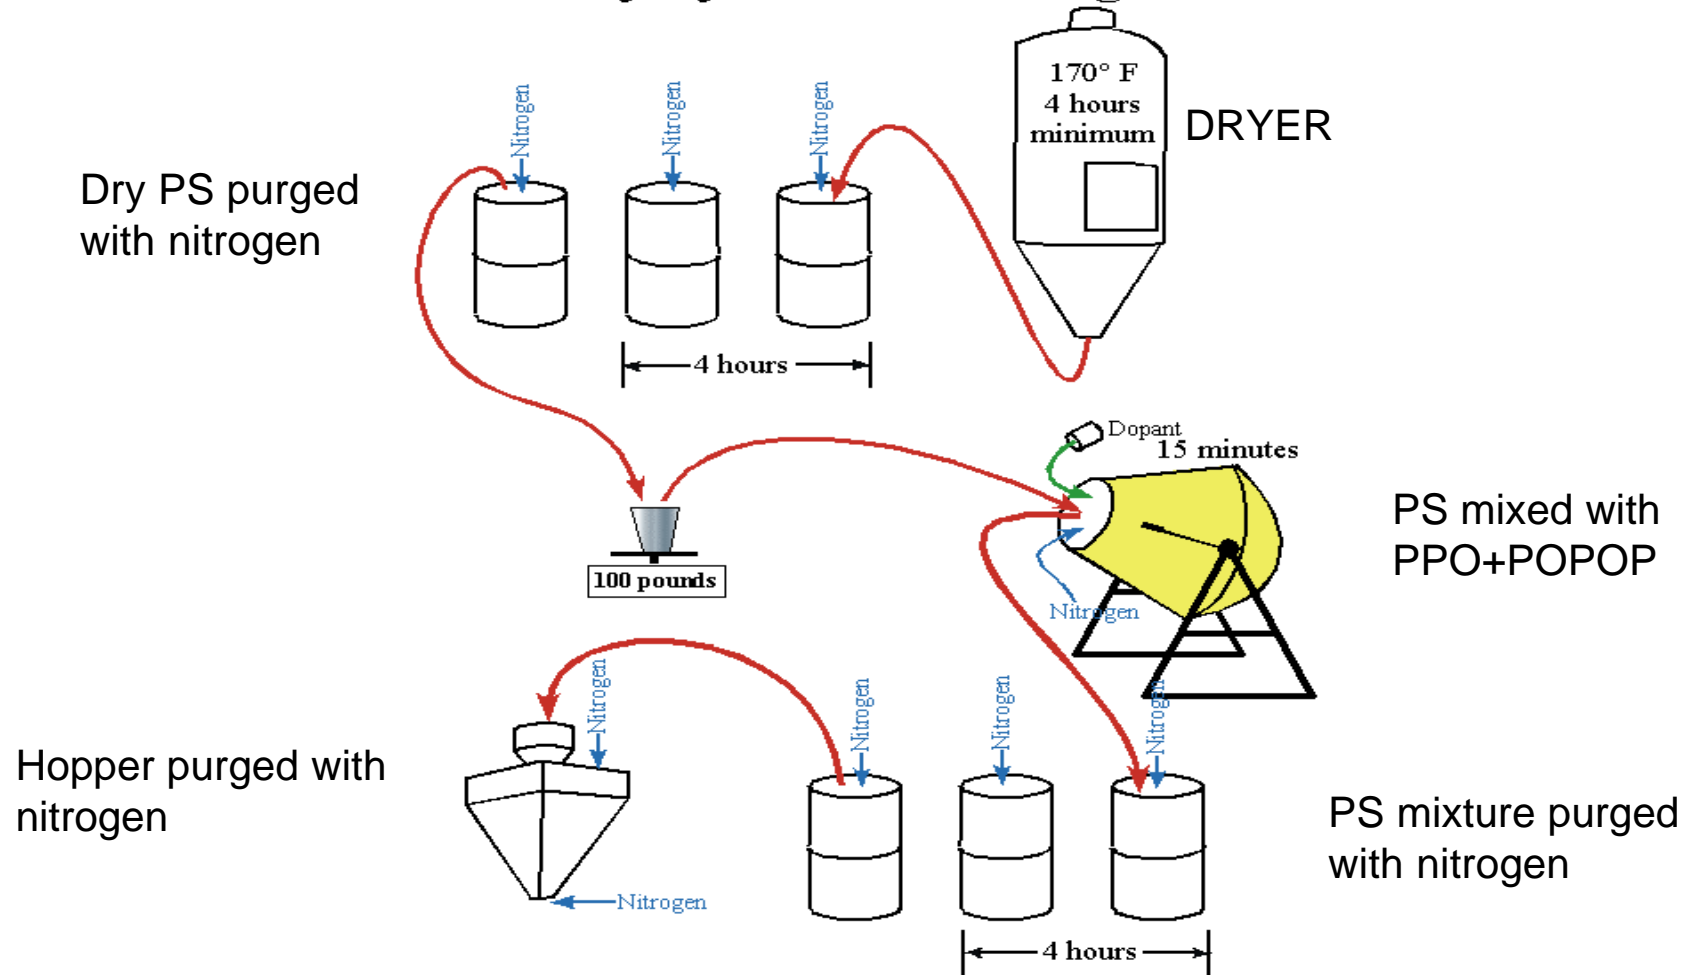 170° F
4 hours
minimum
DRYER
Nitrogen
Nitrogen
Nitrogen
Dry PS purged
with nitrogen
4 hours
Dopant
15 minutes
100 pounds
Nitrogen
PS mixed with
PPO+POPOP
Nitrogen
Nitrogen
Nitrogen
Nitrogen
Hopper purged with
nitrogen
Nitrogen
PS mixture purged
with nitrogen
4 hours